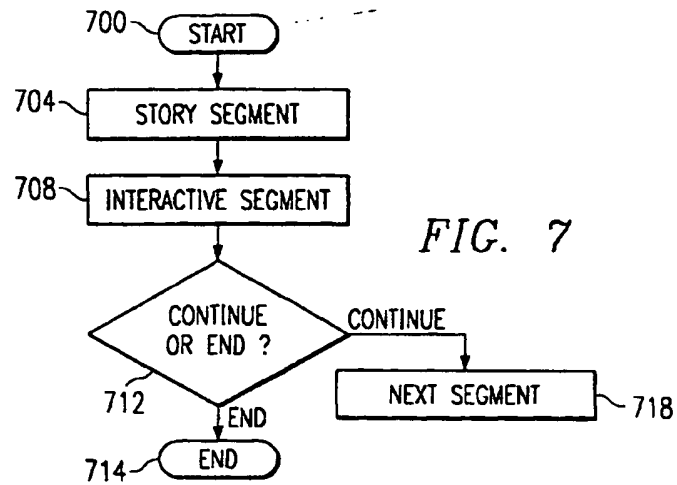 700 START
704 STORY SEGMENT
708 INTERACTIVE SEGMENT
FIG. 7
CONTINUE
OR END ?
CONTINUE
712
NEXT SEGMENT 718
END
714 END